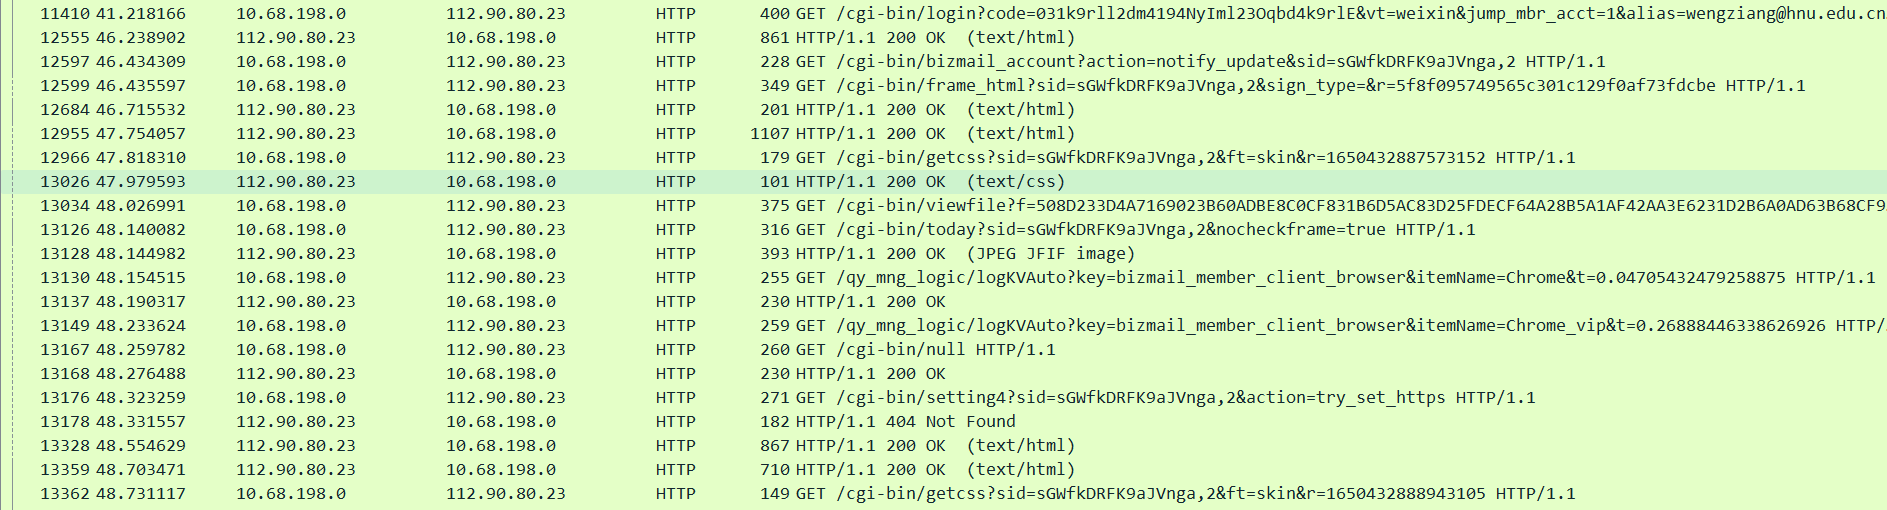 11410 41.218166 10.68.198.0 112.90.80.23 HTTP 400 GET /cgi-bin/login?code=031k9rll2dm4194NyIml23Oqbd4k9rlE&vt=weixin&jump_mbr_acct=1&alias=wengziang@hnu.edu.cn
12555 46.238902 112.90.80.23 10.68.198.0 HTTP 861 HTTP/1.1 200 OK (text/html)
12597 46.434309 10.68.198.0 112.90.80.23 HTTP 228 GET /cgi-bin/bizmail_account?action=notify_update&sid=sGWfkDRFK9aJVnga,2 HTTP/1.1
12599 46.435597 10.68.198.0 112.90.80.23 HTTP 349 GET /cgi-bin/frame_html?sid=sGWfkDRFK9aJVnga,2&sign_type=&r=5f8f095749565c301c129f0af73fdcbe HTTP/1.1
12684 46.715532 112.90.80.23 10.68.198.0 HTTP 201 HTTP/1.1 200 OK (text/html)
12955 47.754057 112.90.80.23 10.68.198.0 HTTP 1107 HTTP/1.1 200 OK (text/html)
12966 47.818310 10.68.198.0 112.90.80.23 HTTP 179 GET /cgi-bin/getcss?sid=sGWfkDRFK9aJVnga,2&ft=skin&r=1650432887573152 HTTP/1.1
13026 47.979593 112.90.80.23 10.68.198.0 HTTP 101 HTTP/1.1 200 OK (text/css)
13034 48.026991 10.68.198.0 112.90.80.23 HTTP 375 GET /cgi-bin/viewfile?f=508D233D4A7169023B60ADBE8C0CF831B6D5AC83D25FDECF64A28B5A1AF42AA3E6231D2B6A0AD63B68CF9
13126 48.140082 10.68.198.0 112.90.80.23 HTTP 316 GET /cgi-bin/today?sid=sGWfkDRFK9aJVnga,2&nocheckframe=true HTTP/1.1
13128 48.144982 112.90.80.23 10.68.198.0 HTTP 393 HTTP/1.1 200 OK (JPEG JFIF image)
13130 48.154515 10.68.198.0 112.90.80.23 HTTP 255 GET /qy_mng_logic/logKVAuto?key=bizmail_member_client_browser&itemName=Chrome&t=0.04705432479258875 HTTP/1.1
13137 48.190317 112.90.80.23 10.68.198.0 HTTP 230 HTTP/1.1 200 OK
13149 48.233624 10.68.198.0 112.90.80.23 HTTP 259 GET /qy_mng_logic/logKVAuto?key=bizmail_member_client_browser&itemName=Chrome_vip&t=0.26888446338626926 HTTP/
13167 48.259782 10.68.198.0 112.90.80.23 HTTP 260 GET /cgi-bin/null HTTP/1.1
13168 48.276488 112.90.80.23 10.68.198.0 HTTP 230 HTTP/1.1 200 OK
13176 48.323259 10.68.198.0 112.90.80.23 HTTP 271 GET /cgi-bin/setting4?sid=sGWfkDRFK9aJVnga,2&action=try_set_https HTTP/1.1
13178 48.331557 112.90.80.23 10.68.198.0 HTTP 182 HTTP/1.1 404 Not Found
13328 48.554629 112.90.80.23 10.68.198.0 HTTP 867 HTTP/1.1 200 OK (text/html)
13359 48.703471 112.90.80.23 10.68.198.0 HTTP 710 HTTP/1.1 200 OK (text/html)
13362 48.731117 10.68.198.0 112.90.80.23 HTTP 149 GET /cgi-bin/getcss?sid=sGWfkDRFK9aJVnga,2&ft=skin&r=1650432888943105 HTTP/1.1